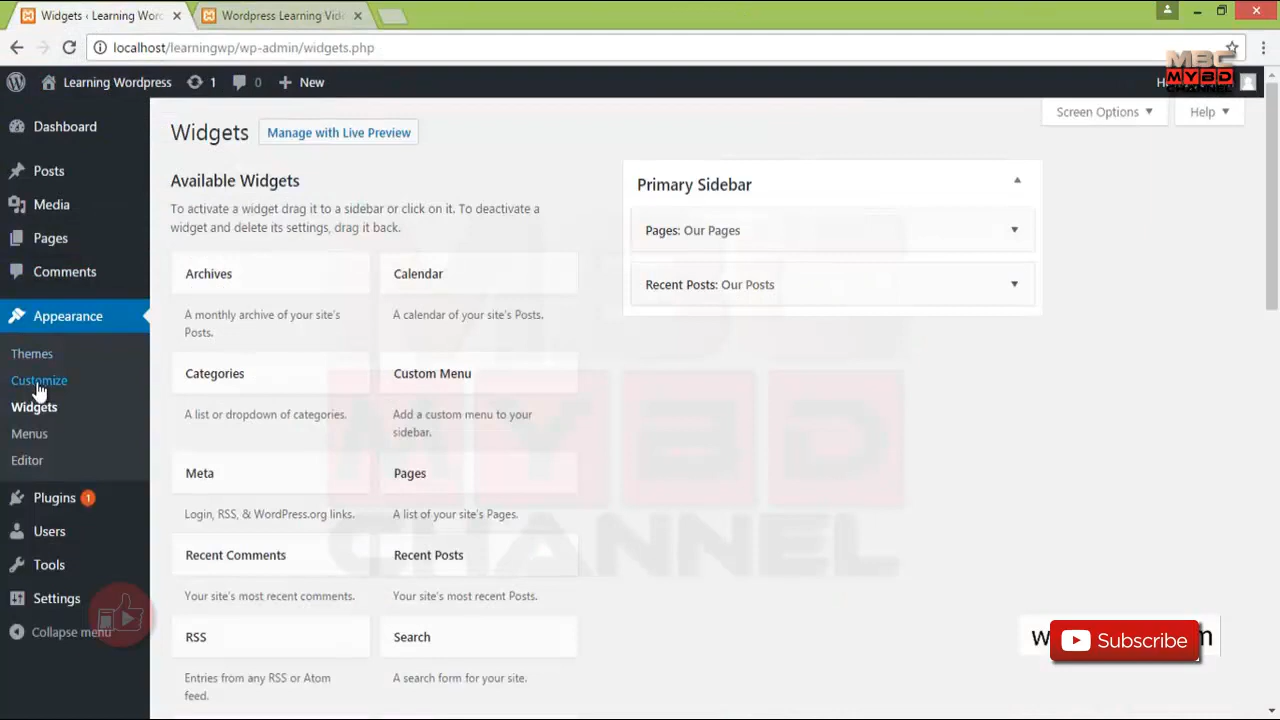 Widgets ‹ Learning Wor
Wordpress Learning Vid
localhost/learningwp/wp-admin/widgets.php
MBC
MYBD
CHANNEL
Learning Wordpress
1
0
New
Dashboard
Posts
Media
Pages
Comments
Appearance
Themes
Customize
Widgets
Menus
Editor
Plugins 1
Users
Tools
Settings
Collapse menu
Screen Options
Help
Widgets
Manage with Live Preview
Available Widgets
To activate a widget drag it to a sidebar or click on it. To deactivate a
widget and delete its settings, drag it back.
Archives
A monthly archive of your site's
Posts.
Calendar
A calendar of your site's Posts.
Categories
A list or dropdown of categories.
Custom Menu
Add a custom menu to your
sidebar.
Meta
Login, RSS, & WordPress.org links.
Pages
A list of your site's Pages.
Recent Comments
Your site's most recent comments.
Recent Posts
Your site's most recent Posts.
RSS
Entries from any RSS or Atom
feed.
Search
A search form for your site.
Primary Sidebar
Pages: Our Pages
Recent Posts: Our Posts
MYBD
CHANNEL
Subscribe